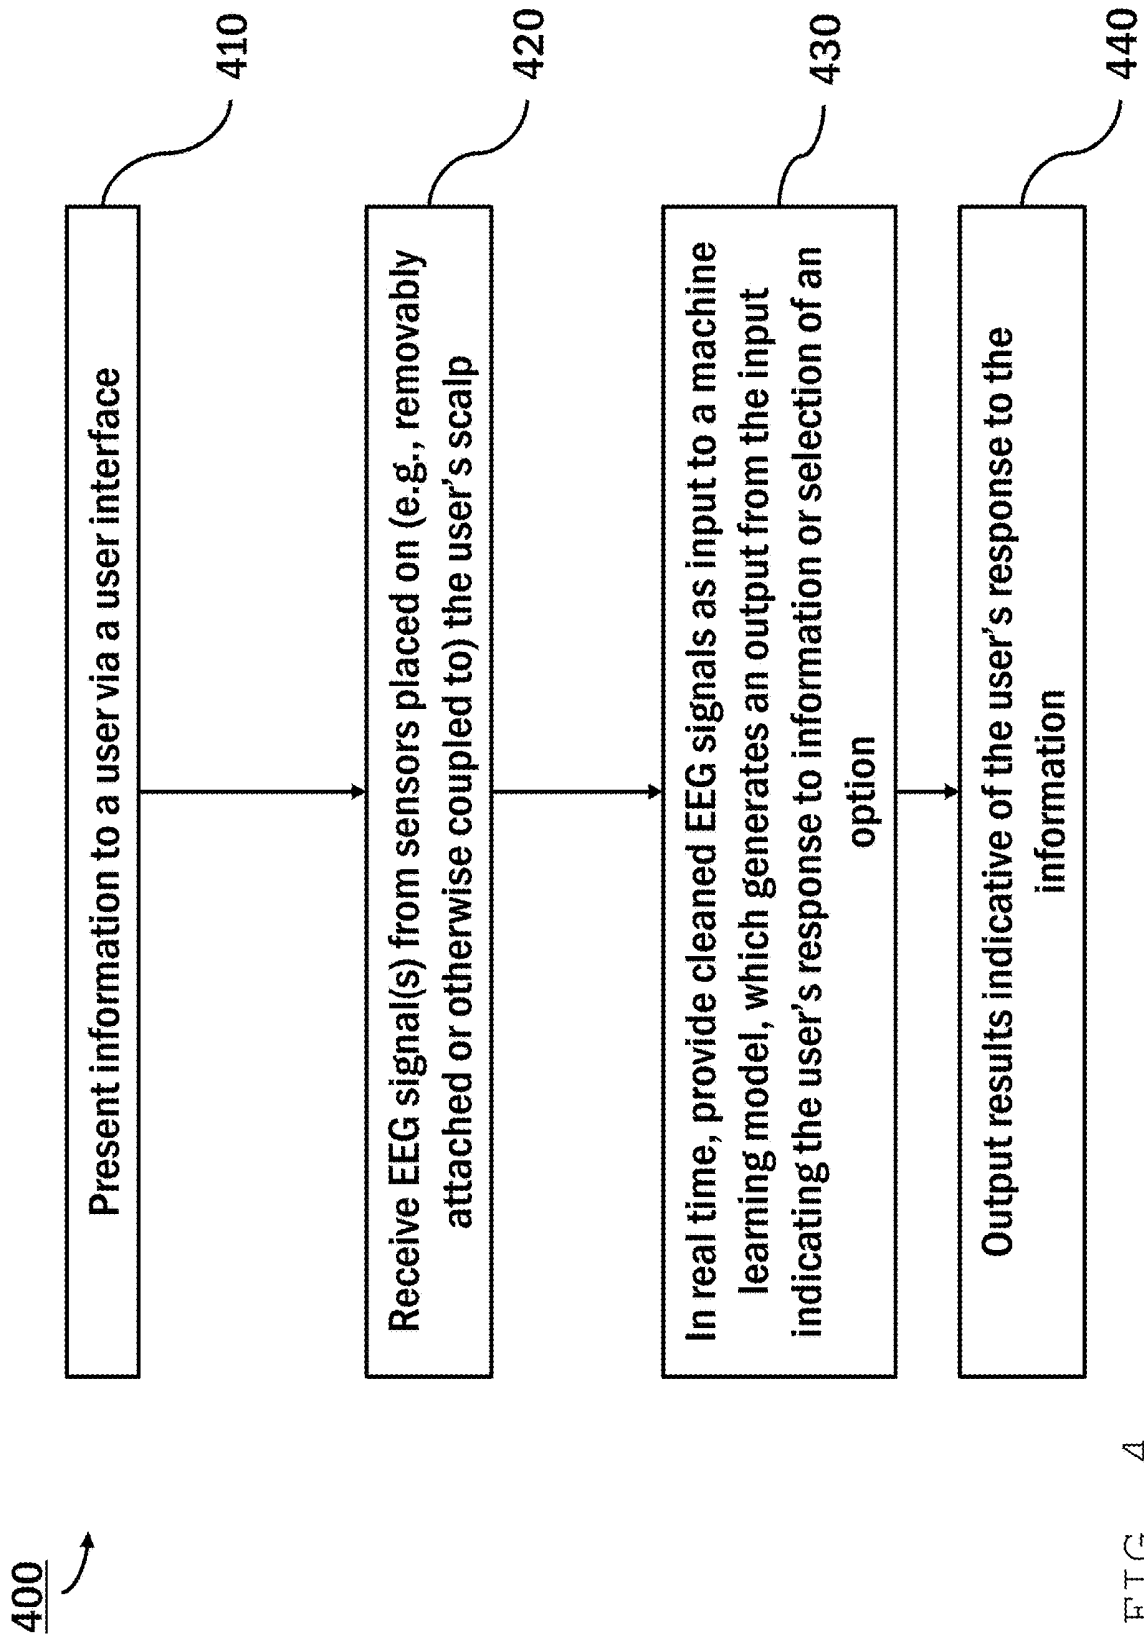 400
Present information to a user via a user interface
410
Receive EEG signal(s) from sensors placed on (e.g., removably
attached or otherwise coupled to) the user's scalp
420
In real time, provide cleaned EEG signals as input to a machine
learning model, which generates an output from the input
indicating the user's response to information or selection of an
option
430
Output results indicative of the user's response to the
information
440
FIG. 4